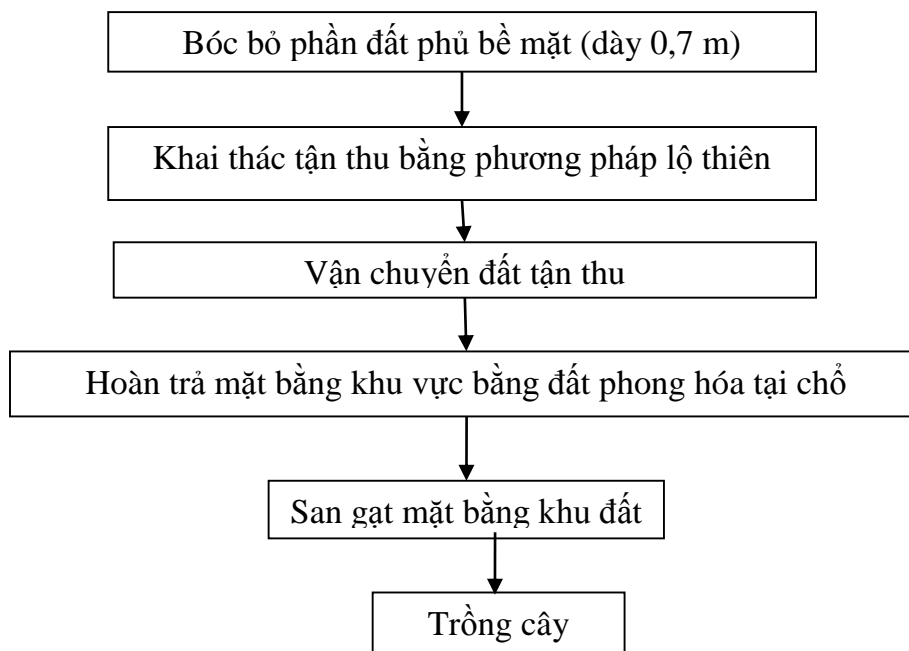 Bóc bỏ phần đất phủ bề mặt (dày 0,7 m)
Khai thác tận thu bằng phương pháp lộ thiên
Vận chuyển đất tận thu
Hoàn trả mặt bằng khu vực bằng đất phong hóa tại chổ
San gạt mặt bằng khu đất
Trồng cây